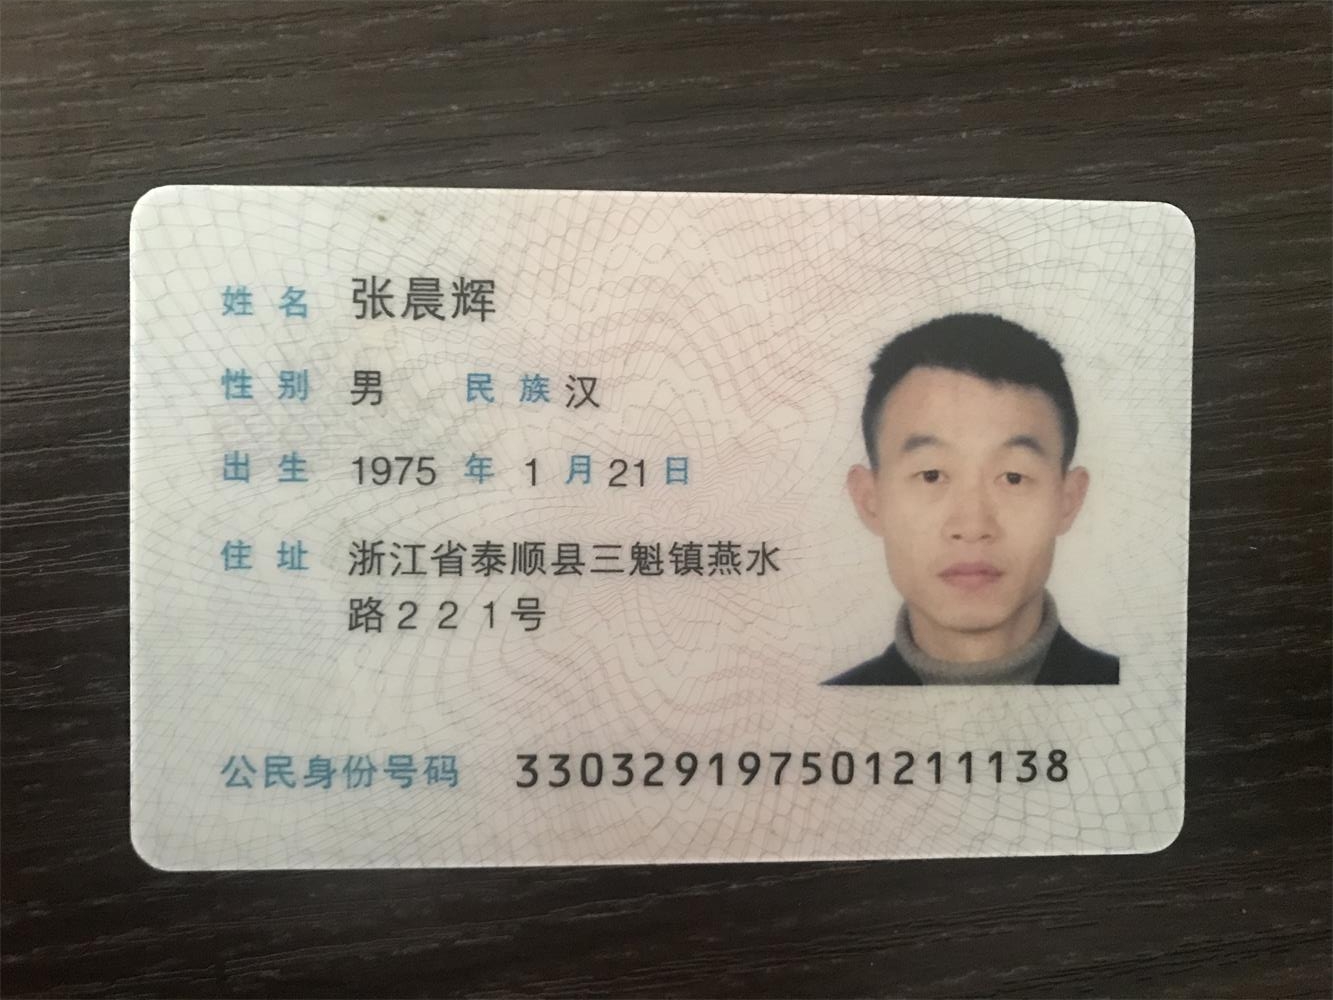 姓名 张晨辉
性别 男 民族 汉
出生 1975 年 1 月 21 日
住址 浙江省泰顺县三魁镇燕水
路221号
公民身份号码 330329197501211138